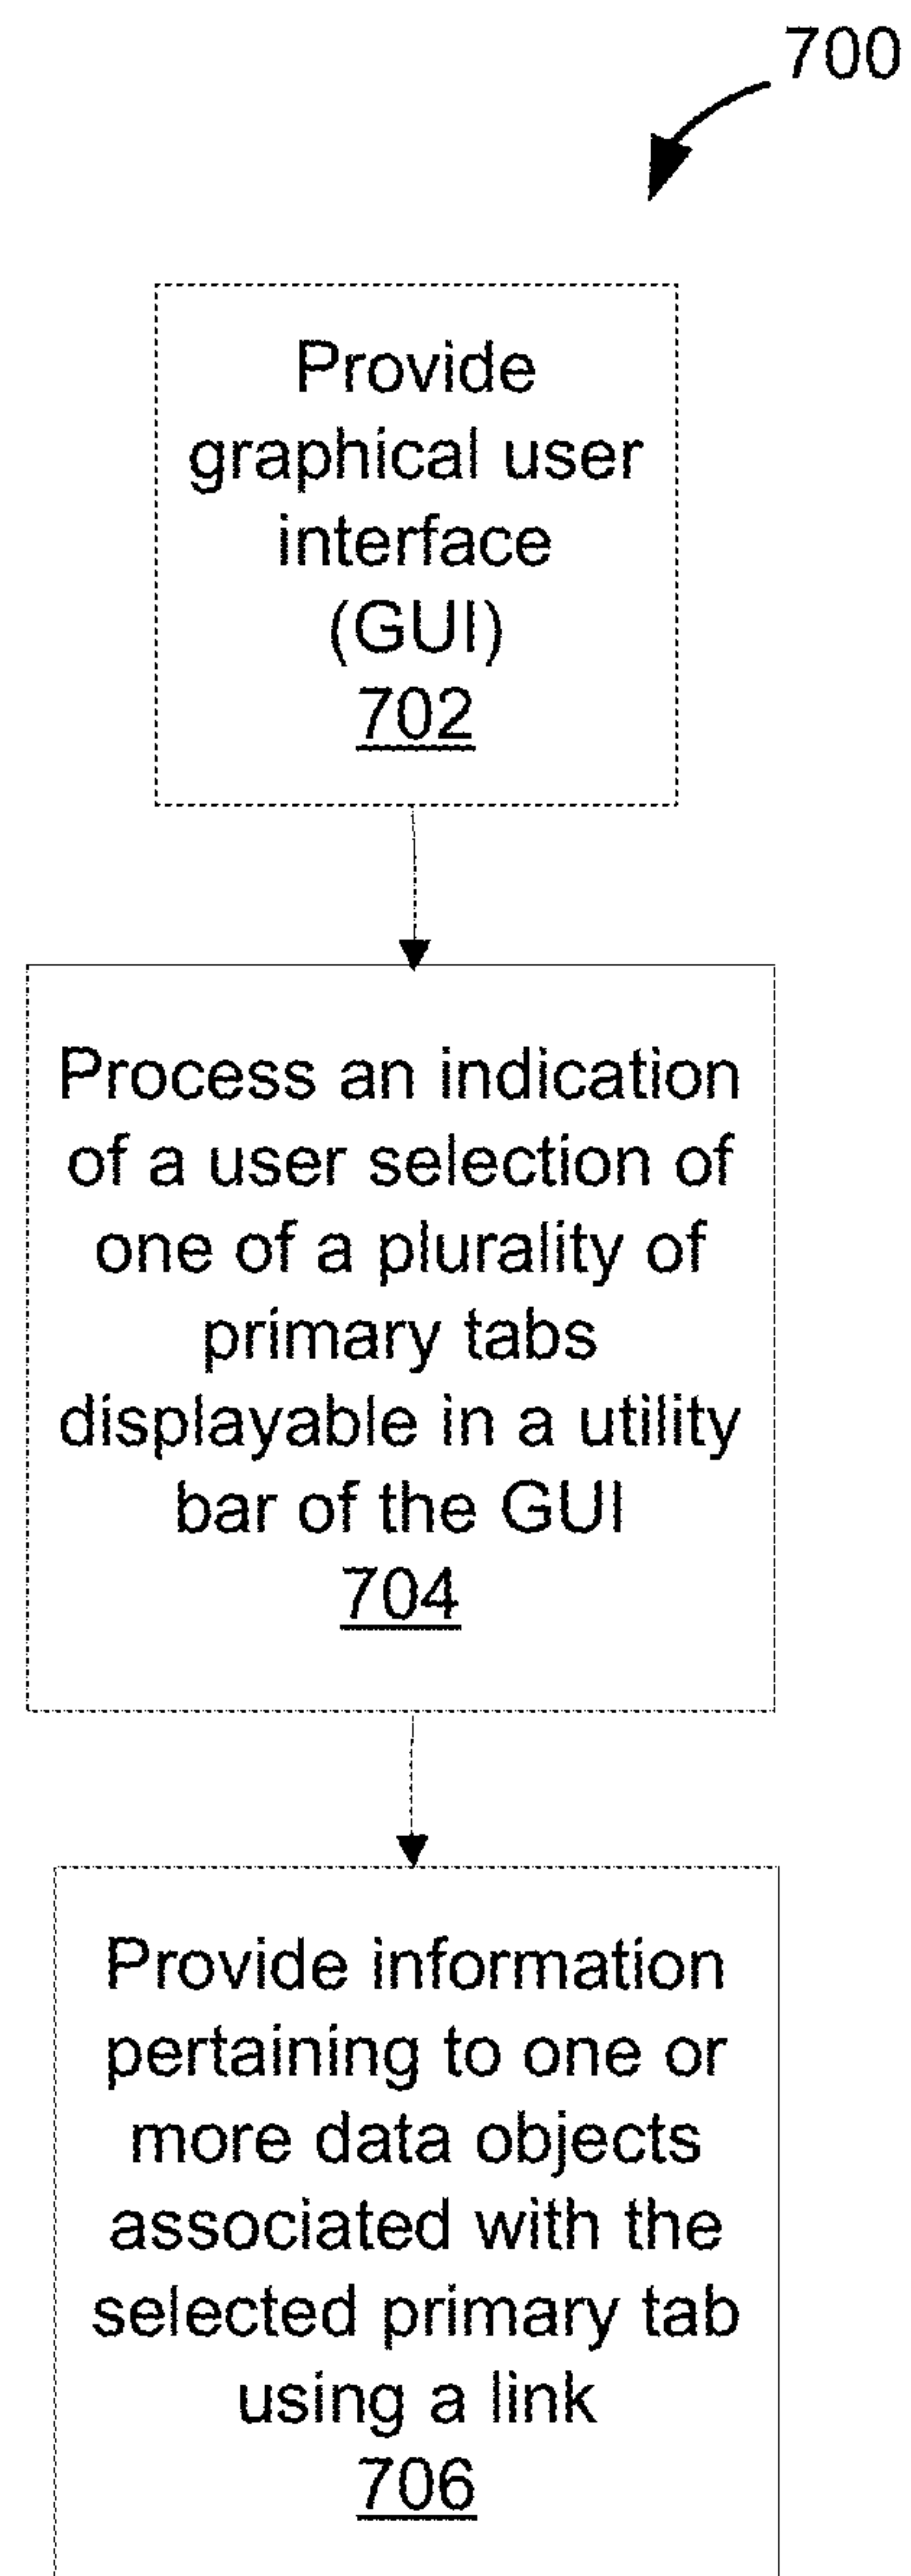 700
Provide
graphical user
interface
(GUI)
702
Process an indication
of a user selection of
one of a plurality of
primary tabs
displayable in a utility
bar of the GUI
704
Provide information
pertaining to one or
more data objects
associated with the
selected primary tab
using a link
706